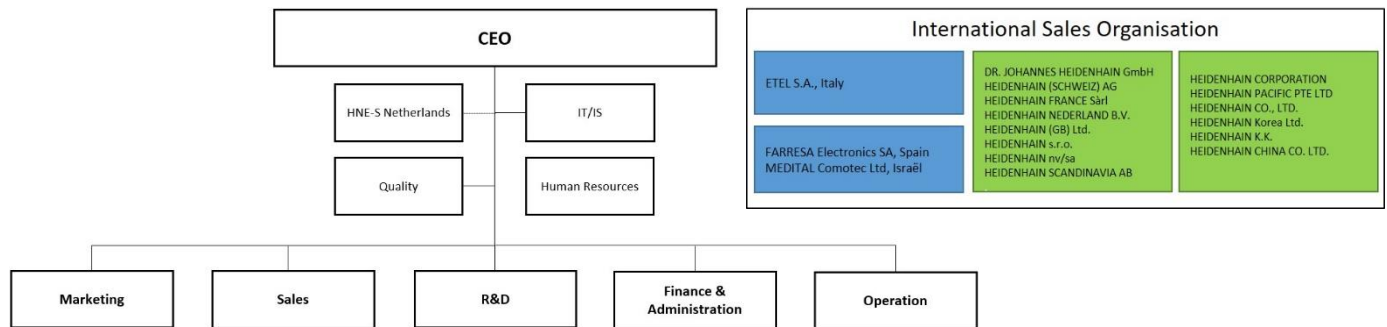 CEO
HNE-S Netherlands
IT/IS
Quality
Human Resources
Marketing
Sales
R&D
Finance &
Administration
Operation
International Sales Organisation
ETEL S.A., Italy
FARRESA Electronics SA, Spain
MEDITAL Comotec Ltd, Israël
DR. JOHANNES HEIDENHAIN GmbH
HEIDENHAIN (SCHWEIZ) AG
HEIDENHAIN FRANCE Sàrl
HEIDENHAIN NEDERLAND B.V.
HEIDENHAIN (GB) Ltd.
HEIDENHAIN s.r.o.
HEIDENHAIN nv/sa
HEIDENHAIN SCANDINAVIA AB
.
HEIDENHAIN CORPORATION
HEIDENHAIN PACIFIC PTE LTD
HEIDENHAIN CO., LTD.
HEIDENHAIN Korea Ltd.
HEIDENHAIN K.K.
HEIDENHAIN CHINA CO. LTD.